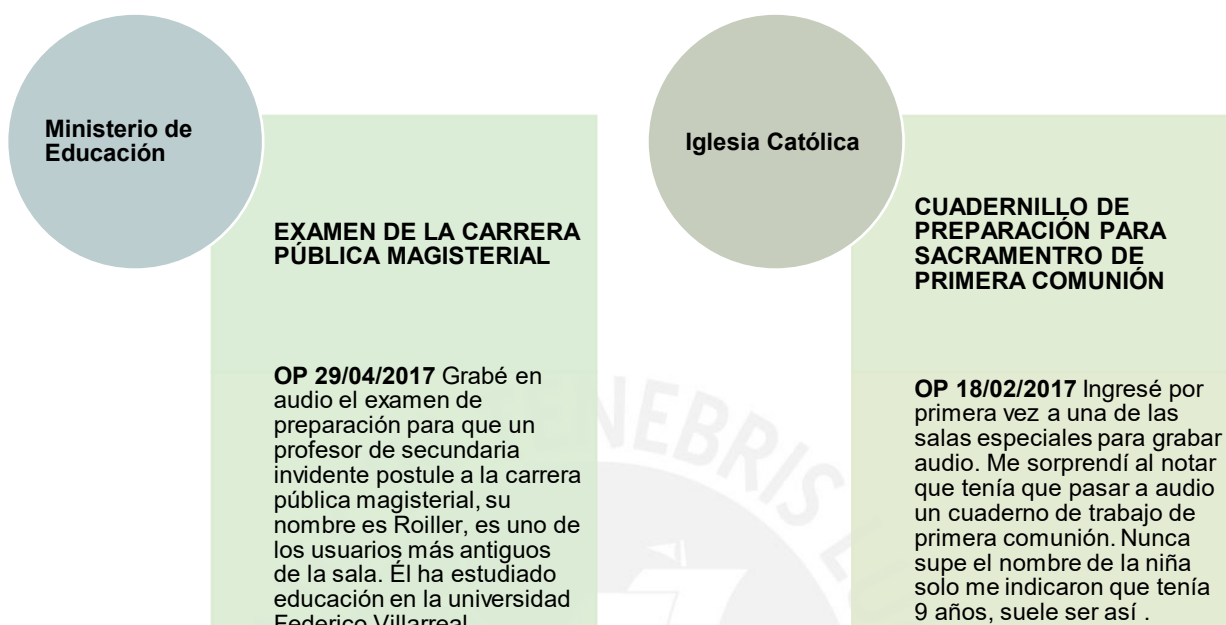 Ministerio de
Educación
EXAMEN DE LA CARRERA
PÚBLICA MAGISTERIAL
OP 29/04/2017 Grabé en
audio el examen de
preparación para que un
profesor de secundaria
invidente postule a la carrera
pública magisterial, su
nombre es Roiller, es uno de
los usuarios más antiguos
de la sala. Él ha estudiado
educación en la universidad
Federico Villarreal
Iglesia Católica
CUADERNILLO DE
PREPARACIÓN PARA
SACRAMENTRO DE
PRIMERA COMUNIÓN
OP 18/02/2017 Ingresé por
primera vez a una de las
salas especiales para grabar
audio. Me sorprendí al notar
que tenía que pasar a audio
un cuaderno de trabajo de
primera comunión. Nunca
supe el nombre de la niña
solo me indicaron que tenía
9 años, suele ser así .